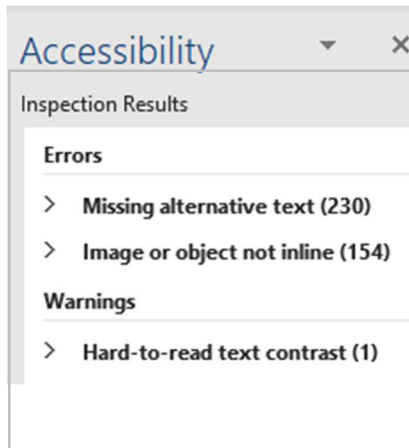 Accessibility
Inspection Results
Errors
Missing alternative text (230)
Image or object not inline (154)
Warnings
Hard-to-read text contrast (1)